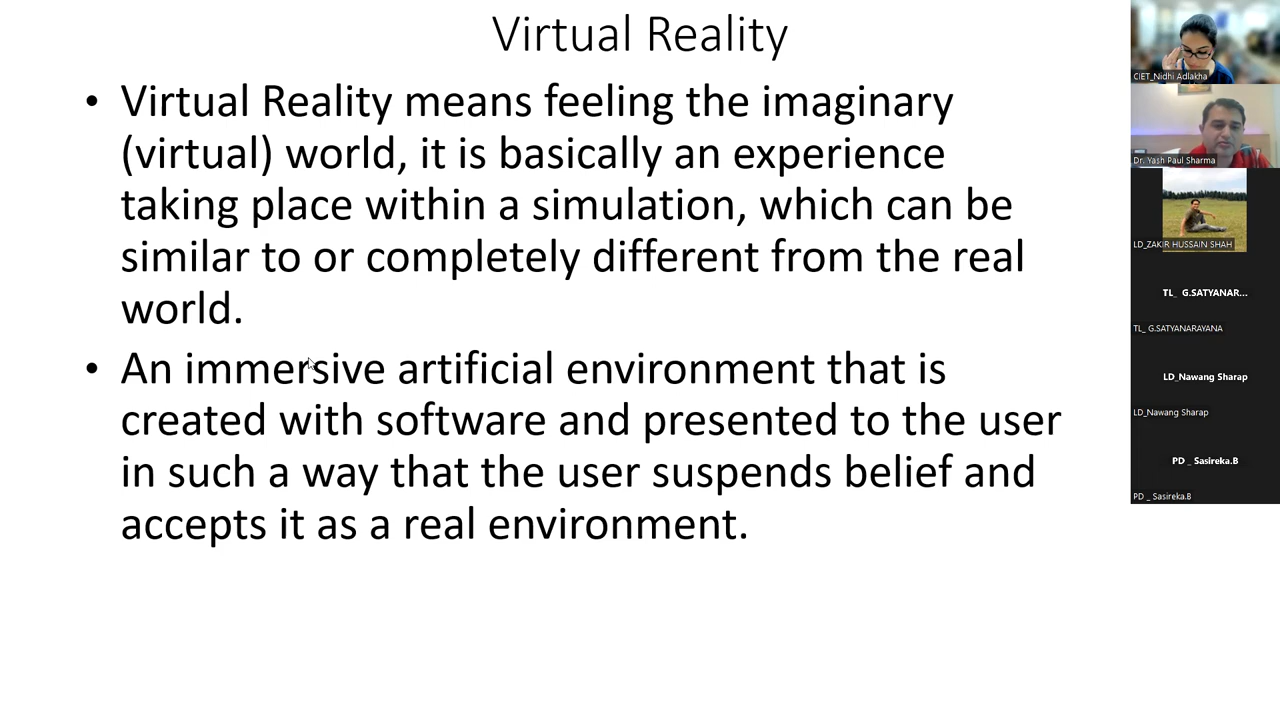 Virtual Reality
• Virtual Reality means feeling the imaginary
(virtual) world, it is basically an experience
taking place within a simulation, which can be
similar to or completely different from the real
world.
• An immersive artificial environment that is
created with software and presented to the user
in such a way that the user suspends belief and
accepts it as a real environment.
CIET_Nidhi Adlakha
Dr. Yash Paul Sharma
LD_ZAKIR HUSSAIN SHAH
TL_ G.SATYANAR...
TL_ G.SATYANARAYANA
LD_Nawang Sharap
LD_Nawang Sharap
PD _ Sasireka.B
PD _ Sasireka.B